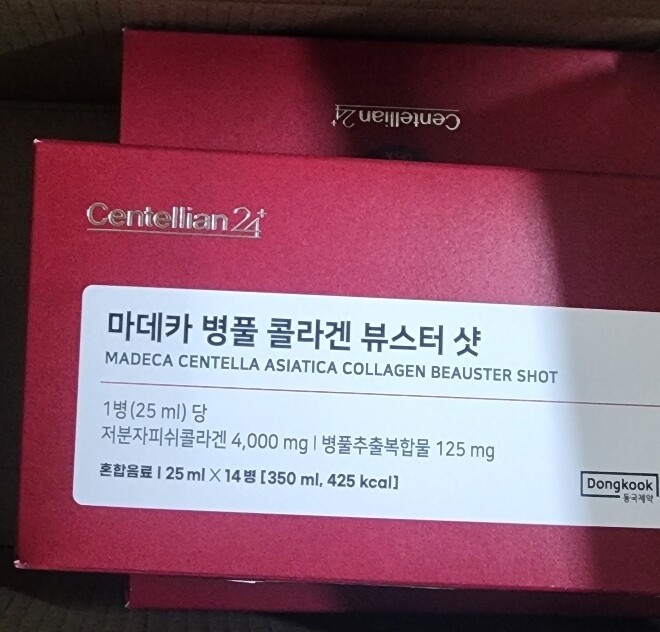 Centellian24+
Centellian24+
마데카 병풀 콜라겐 뷰스터 샷
MADECA CENTELLA ASIATICA COLLAGEN BEAUSTER SHOT
1병(25 ml) 당
저분자피쉬콜라겐 4,000 mg | 병풀추출복합물 125 mg
혼합음료 | 25 ml X 14 병 [350 ml, 425 kcal]
Dongkook
동국제약